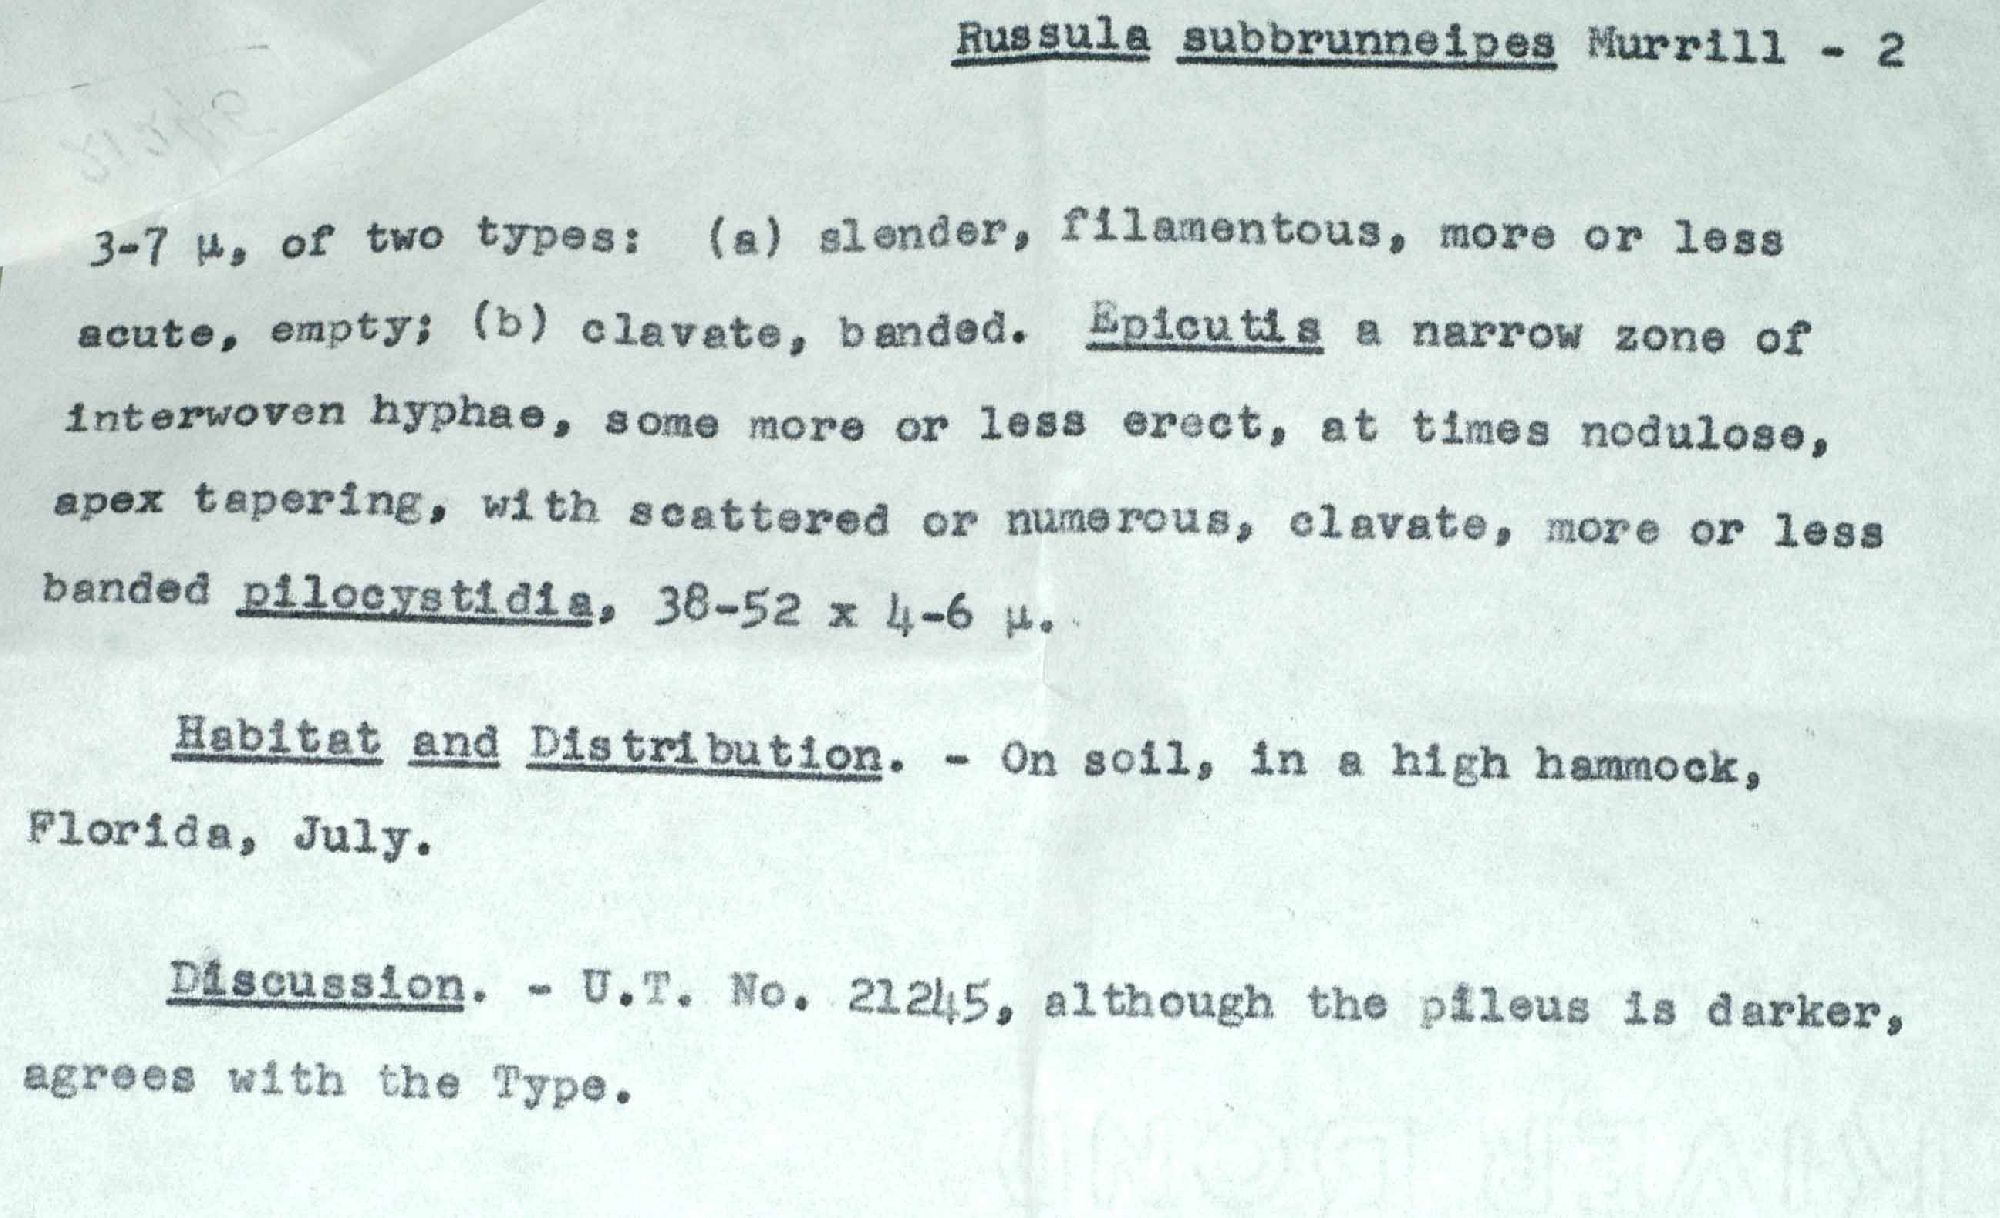 Russula subbrunneipes Murrill - 2
3-7 µ, of two types: (a) slender, filamentous, more or less
acute, empty; (b) clavate, banded. Epicutis a narrow zone of
interwoven hyphae, some more or less erect, at times nodulose,
apex tapering, with scattered or numerous, clavate, more or less
banded pilocystidia, 38-52 x 4-6 µ.
Habitat and Distribution. - On soil, in a high hammock,
Florida, July.
Discussion. - U.T. No. 21245, although the pileus is darker,
agrees with the Type.